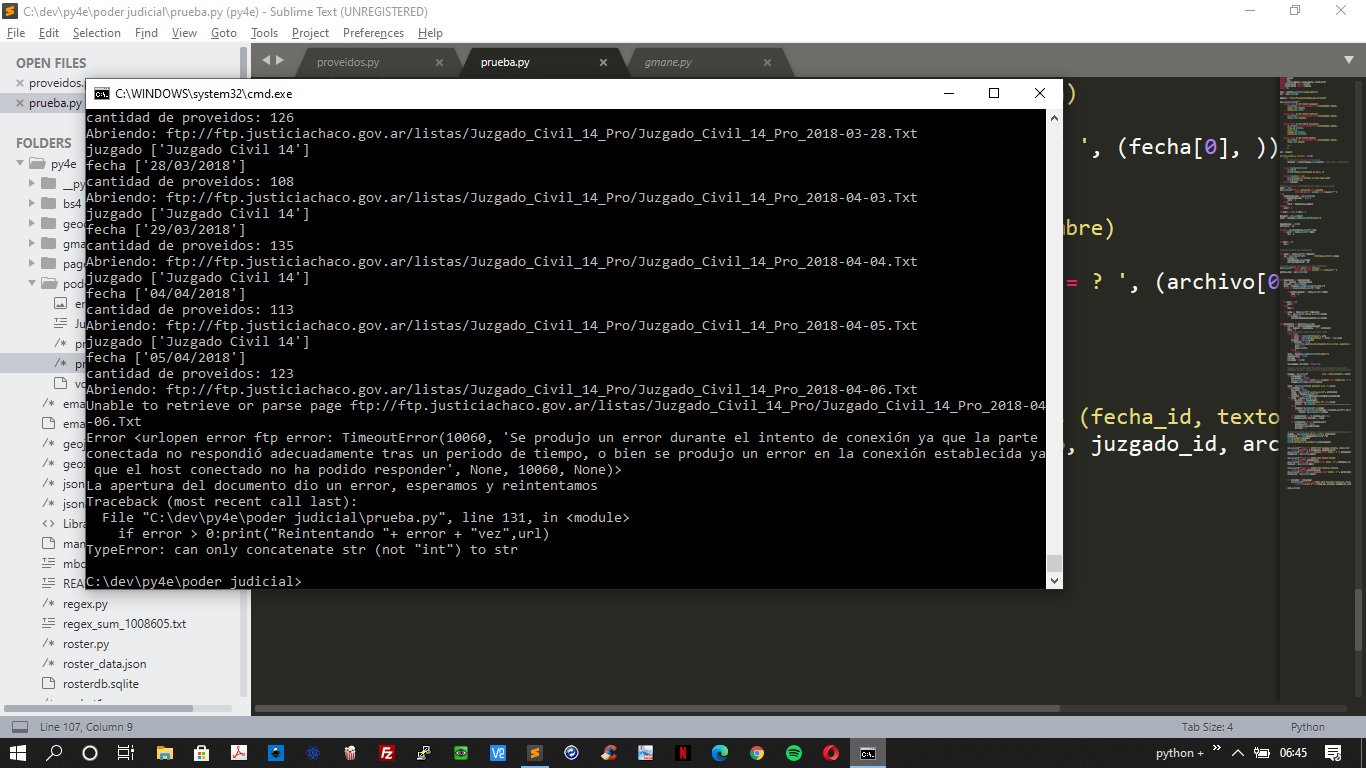 C:\dev\py4e\poder judicial\prueba.py (py4e) - Sublime Text (UNREGISTERED)
File Edit Selection Find View Goto Tools Project Preferences Help
OPEN FILES
proveidos.
prueba.py
FOLDERS
py4e
__py
bs4
geo
gma
pag
pod
er
Ju
pr
pr
vo
ema
ema
geo
geo
json
json
Libra
man
mbo
REA
regex.py
regex_sum_1008605.txt
roster.py
roster_data.json
rosterdb.sqlite
proveidos.py
prueba.py
gmane.py
)
', (fecha[0], ))
bre)
= ? ', (archivo[0
(fecha_id, texto
, juzgado_id, arc
C:\WINDOWS\system32\cmd.exe
cantidad de proveidos: 126
Abriendo: ftp://ftp.justiciachaco.gov.ar/listas/Juzgado_Civil_14_Pro/Juzgado_Civil_14_Pro_2018-03-28.Txt
juzgado ['Juzgado Civil 14']
fecha ['28/03/2018']
cantidad de proveidos: 108
Abriendo: ftp://ftp.justiciachaco.gov.ar/listas/Juzgado_Civil_14_Pro/Juzgado_Civil_14_Pro_2018-04-03.Txt
juzgado ['Juzgado Civil 14']
fecha ['29/03/2018']
cantidad de proveidos: 135
Abriendo: ftp://ftp.justiciachaco.gov.ar/listas/Juzgado_Civil_14_Pro/Juzgado_Civil_14_Pro_2018-04-04.Txt
juzgado ['Juzgado Civil 14']
fecha ['04/04/2018']
cantidad de proveidos: 113
Abriendo: ftp://ftp.justiciachaco.gov.ar/listas/Juzgado_Civil_14_Pro/Juzgado_Civil_14_Pro_2018-04-05.Txt
juzgado ['Juzgado Civil 14']
fecha ['05/04/2018']
cantidad de proveidos: 123
Abriendo: ftp://ftp.justiciachaco.gov.ar/listas/Juzgado_Civil_14_Pro/Juzgado_Civil_14_Pro_2018-04-06.Txt
Unable to retrieve or parse page ftp://ftp.justiciachaco.gov.ar/listas/Juzgado_Civil_14_Pro/Juzgado_Civil_14_Pro_2018-04
-06.Txt
Error <urlopen error ftp error: TimeoutError(10060, 'Se produjo un error durante el intento de conexión ya que la parte
conectada no respondió adecuadamente tras un periodo de tiempo, o bien se produjo un error en la conexión establecida ya
que el host conectado no ha podido responder', None, 10060, None)>
La apertura del documento dio un error, esperamos y reintentamos
Traceback (most recent call last):
File "C:\dev\py4e\poder judicial\prueba.py", line 131, in <module>
if error > 0:print("Reintentando "+ error + "vez",url)
TypeError: can only concatenate str (not "int") to str
C:\dev\py4e\poder judicial>
Line 107, Column 9
Tab Size: 4
Python
python +
06:45